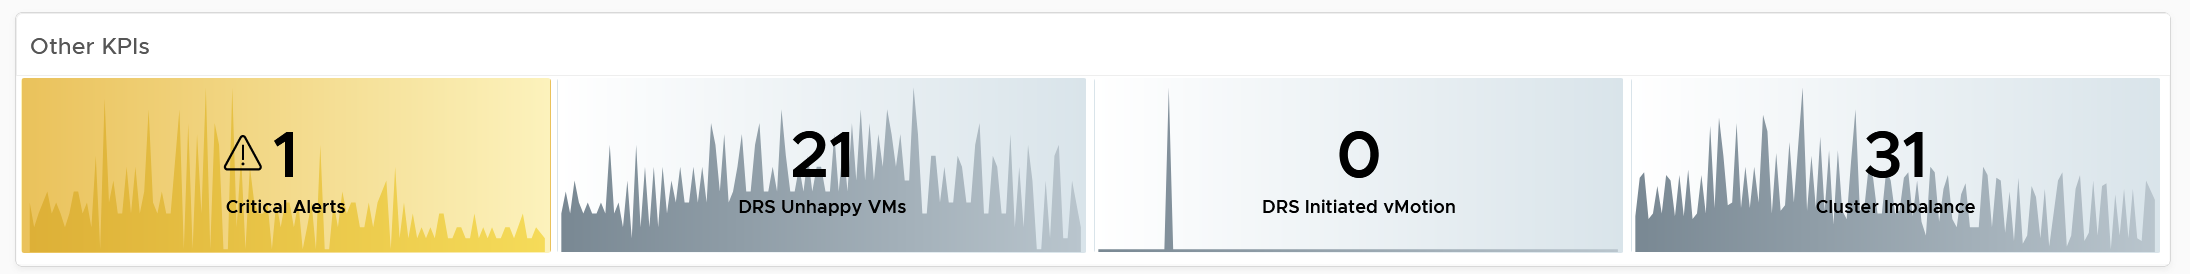 Other KPIs
1
Critical Alerts
21
DRS Unhappy VMs
0
DRS Initiated vMotion
31
Cluster Imbalance